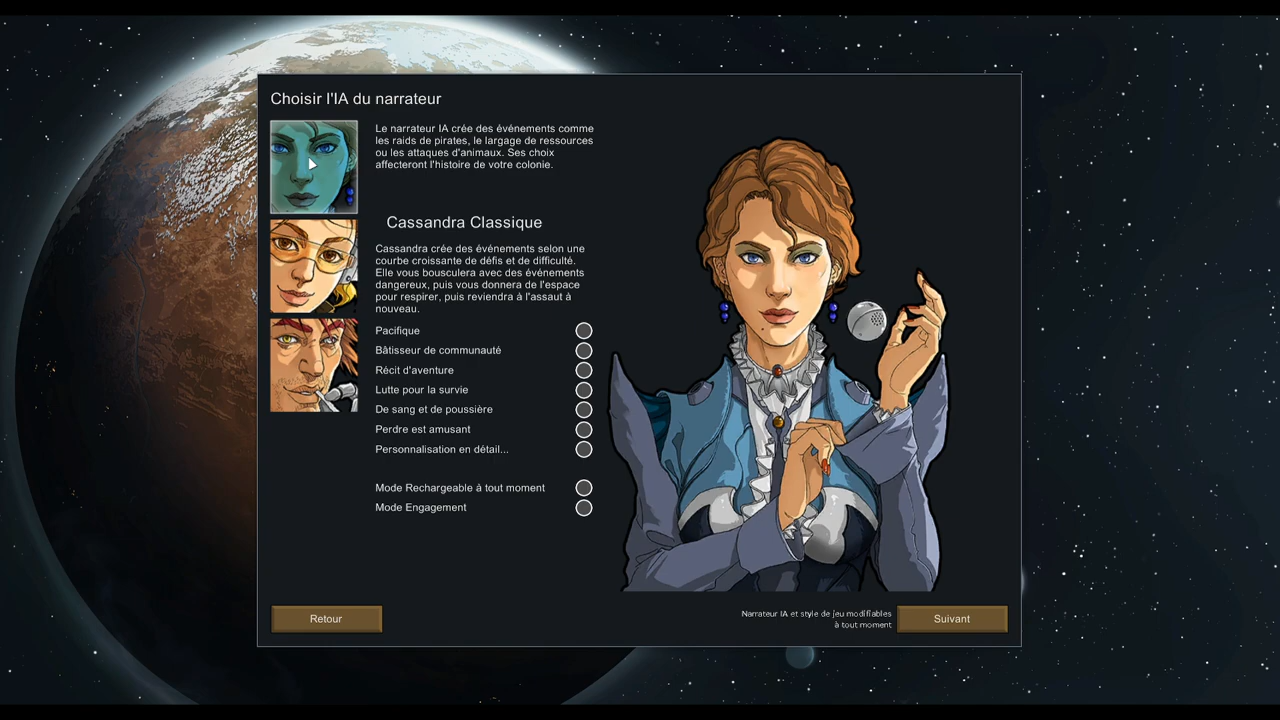 Choisir l'IA du narrateur
Le narrateur IA crée des événements comme
les raids de pirates, le largage de ressources
ou les attaques d'animaux. Ses choix
affecteront l'histoire de votre colonie.
Cassandra Classique
Cassandra crée des événements selon une
courbe croissante de défis et de difficulté.
Elle vous bousculera avec des événements
dangereux, puis vous donnera de l'espace
pour respirer, puis reviendra à l'assaut à
nouveau.
Pacifique
Bâtisseur de communauté
Récit d'aventure
Lutte pour la survie
De sang et de poussière
Perdre est amusant
Personnalisation en détail...
Mode Rechargeable à tout moment
Mode Engagement
Retour
Narrateur IA et style de jeu modifiables
à tout moment
Suivant